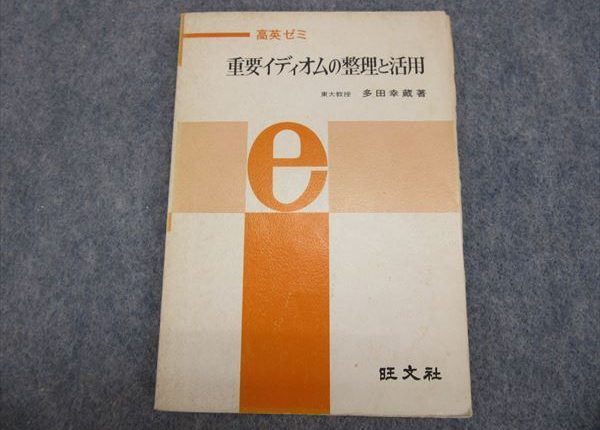 高英ゼミ
重要イディオムの整理と活用
東大教授 多田幸蔵著
e
旺文社